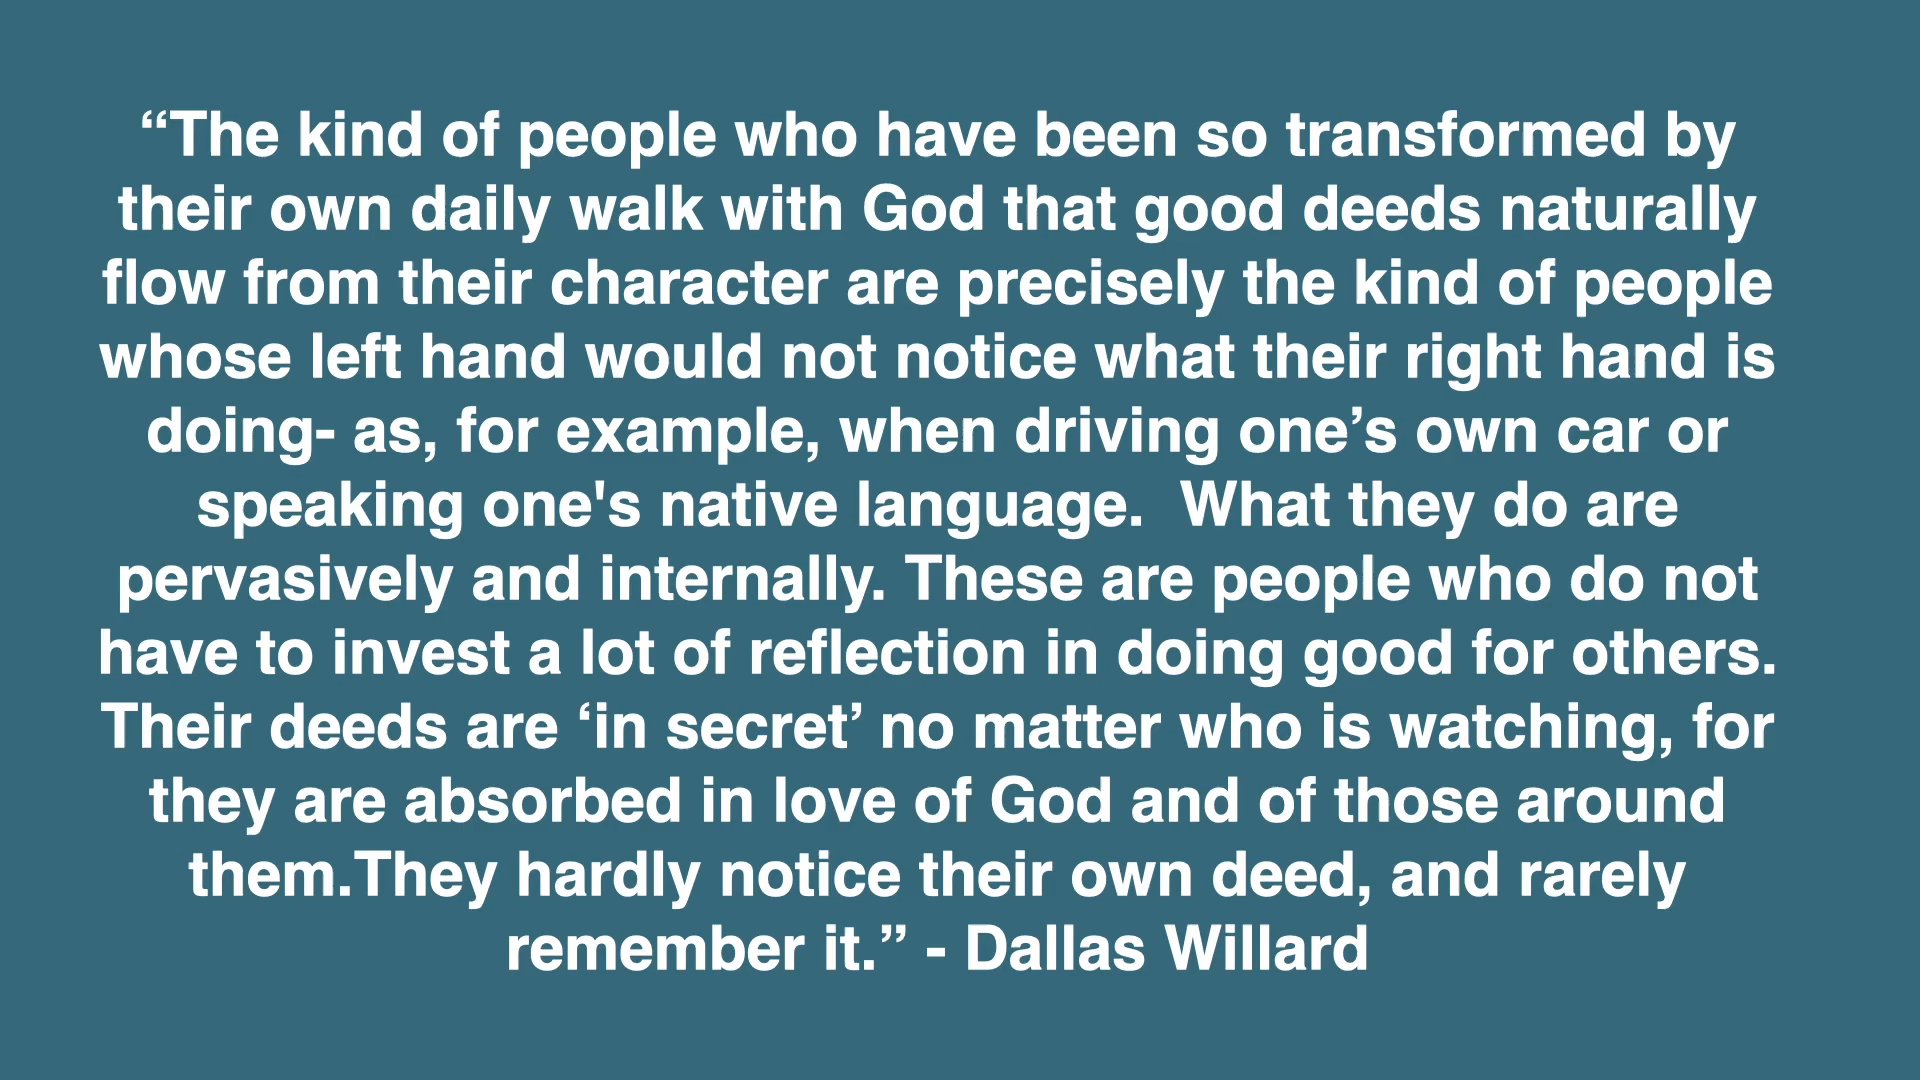 “The kind of people who have been so transformed by
their own daily walk with God that good deeds naturally
flow from their character are precisely the kind of people
whose left hand would not notice what their right hand is
doing- as, for example, when driving one’s own car or
speaking one's native language.  What they do are
pervasively and internally. These are people who do not
have to invest a lot of reflection in doing good for others.
Their deeds are ‘in secret’ no matter who is watching, for
they are absorbed in love of God and of those around
them.They hardly notice their own deed, and rarely
remember it.” - Dallas Willard